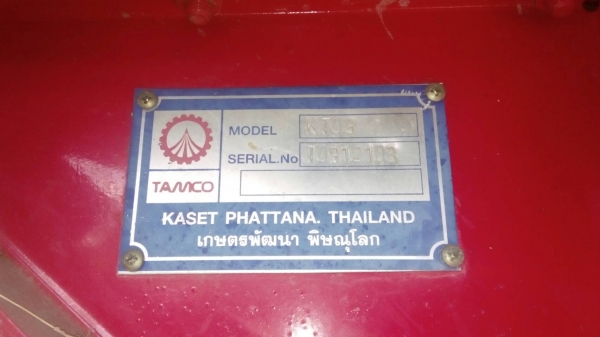 MODEL
SERIAL.No
TAMCO
KASET PHATTANA. THAILAND
เกษตรพัฒนา พิษณุโลก